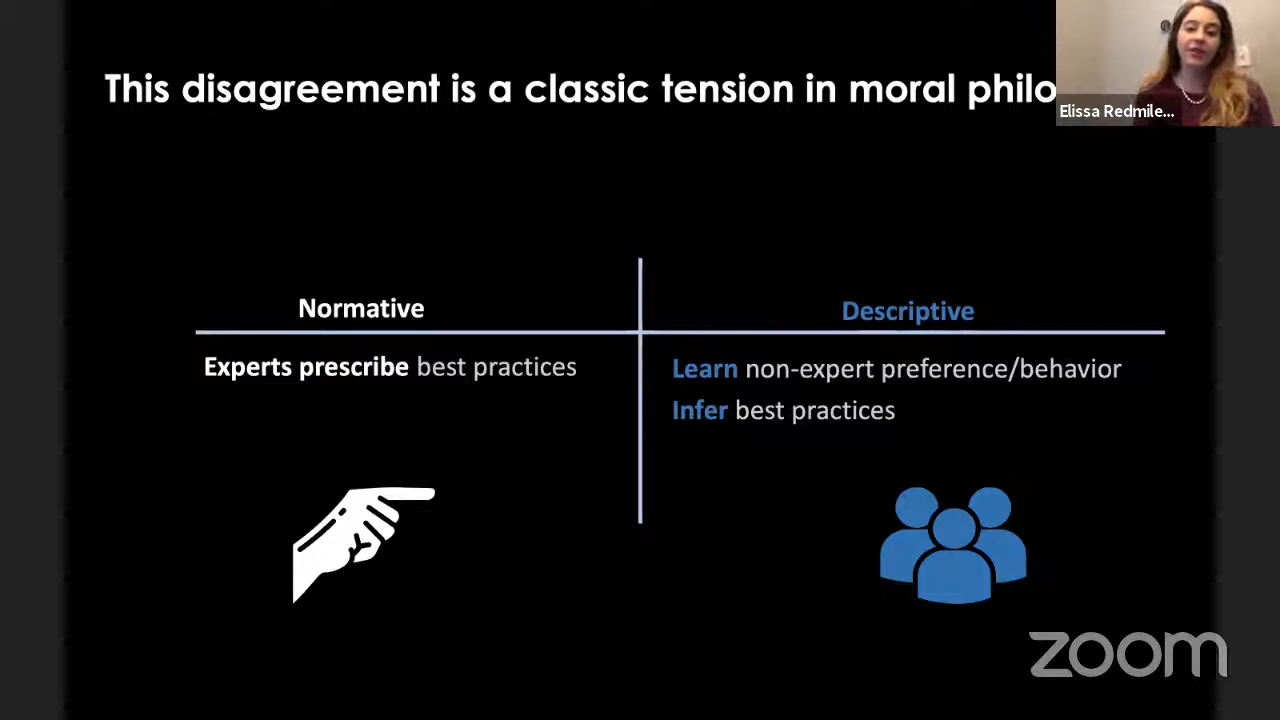 This disagreement is a classic tension in moral philo
Elissa Redmile...
Normative
Descriptive
Experts prescribe best practices
Learn non-expert preference/behavior
Infer best practices
zoom